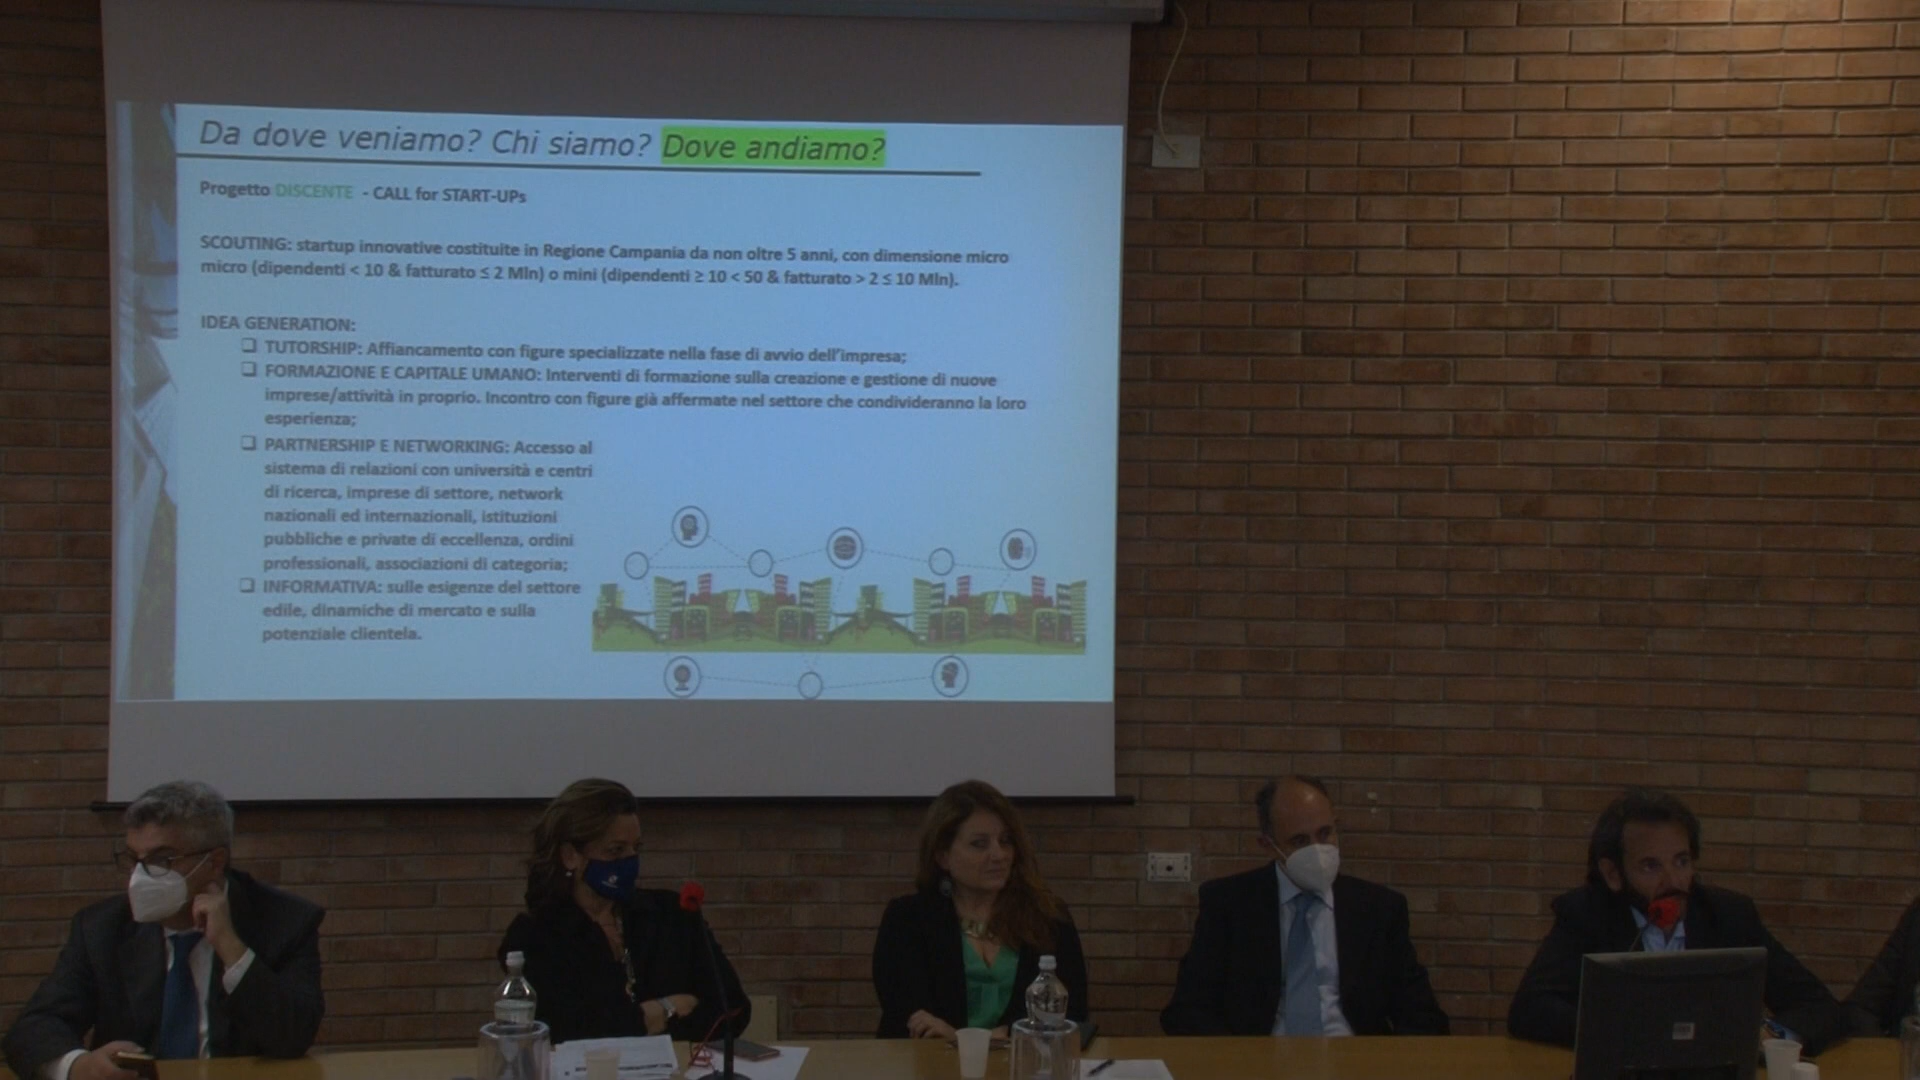 Da dove veniamo? Chi siamo? Dove andiamo?
Progetto DISCENTE - CALL for START-UPs
SCOUTING: startup innovative costituite in Regione Campania da non oltre 5 anni, con dimensione micro
micro (dipendenti < 10 & fatturato ≤ 2 Mln) o mini (dipendenti ≥ 10 < 50 & fatturato > 2 ≤ 10 Mln).
IDEA GENERATION:
❑ TUTORSHIP: Affiancamento con figure specializzate nella fase di avvio dell'impresa;
❑ FORMAZIONE E CAPITALE UMANO: Interventi di formazione sulla creazione e gestione di nuove
imprese/attività in proprio. Incontro con figure già affermate nel settore che condivideranno la loro
esperienza;
❑ PARTNERSHIP E NETWORKING: Accesso al
sistema di relazioni con università e centri
di ricerca, imprese di settore, network
nazionali ed internazionali, istituzioni
pubbliche e private di eccellenza, ordini
professionali, associazioni di categoria;
❑ INFORMATIVA: sulle esigenze del settore
edile, dinamiche di mercato e sulla
potenziale clientela.